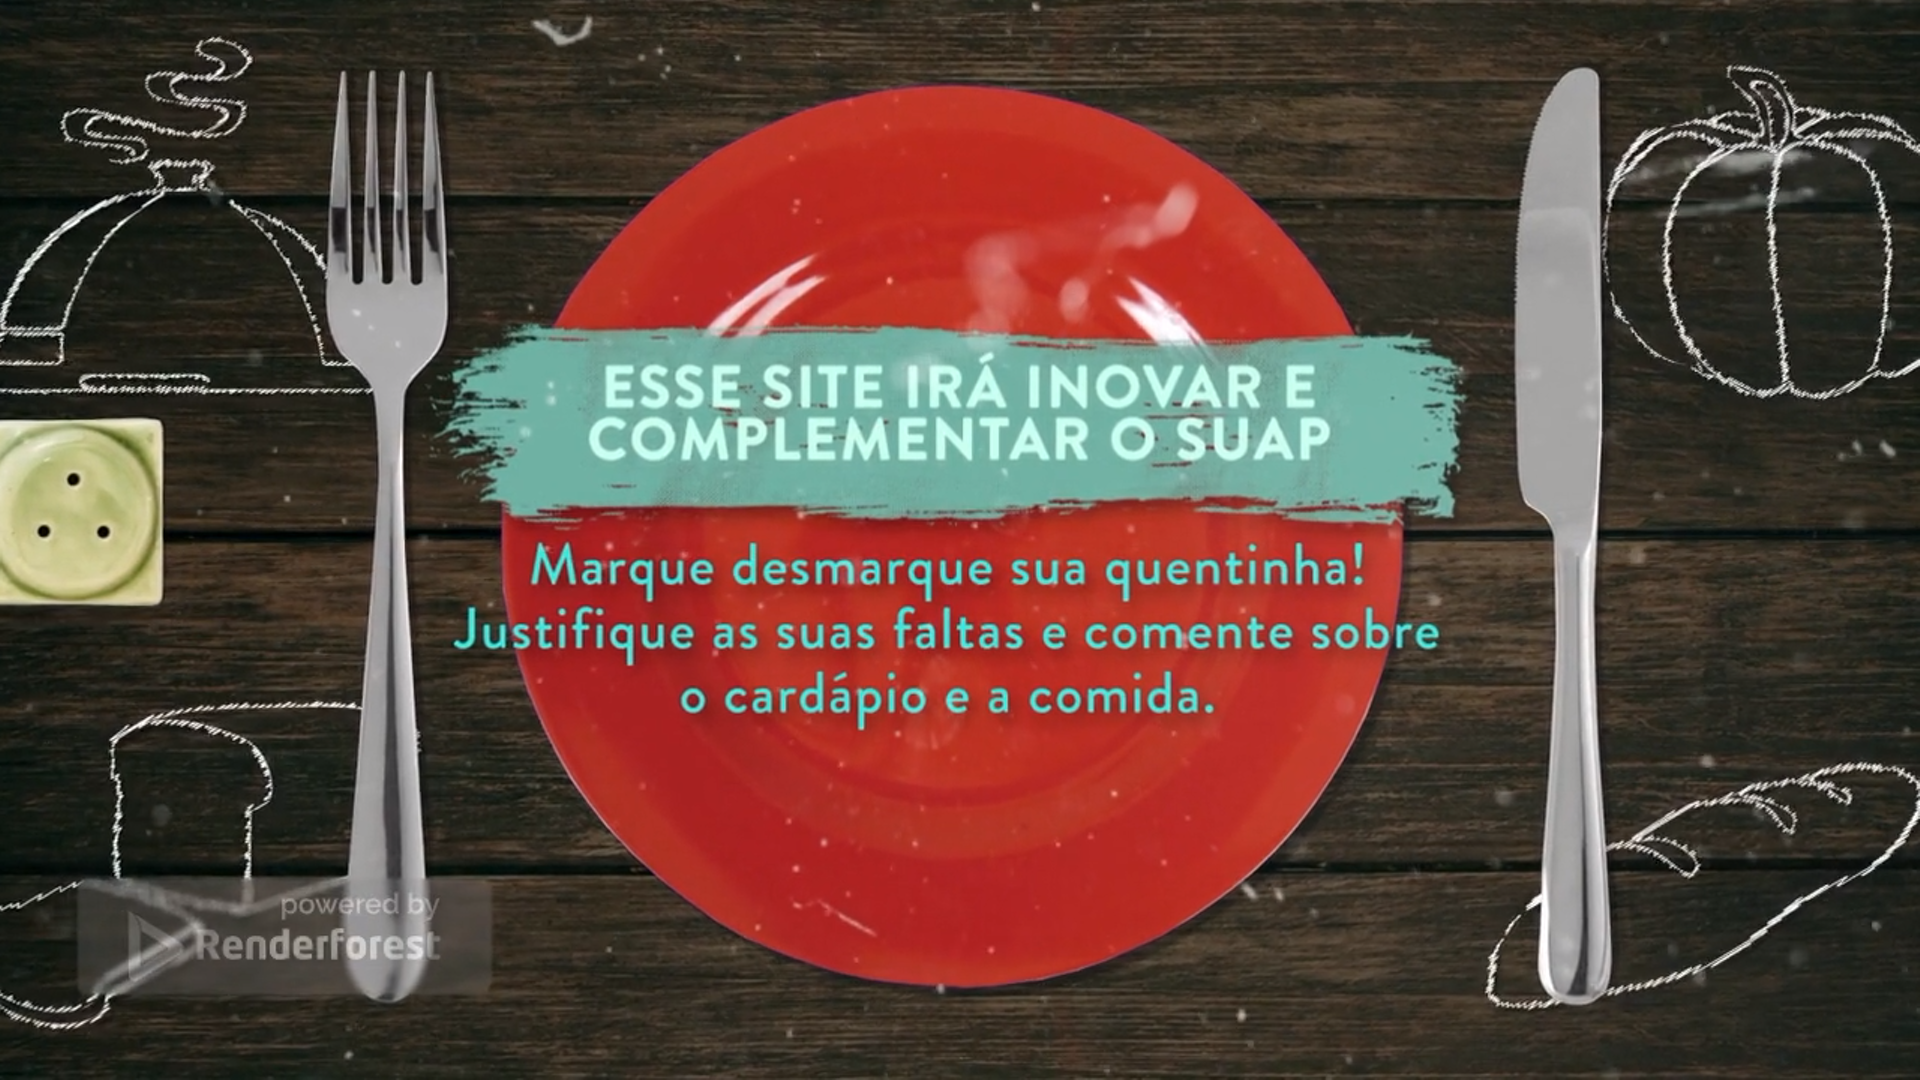 ESSE SITE IRÁ INOVAR E
COMPLEMENTAR O SUAP
Marque desmarque sua quentinha!
Justifique as suas faltas e comente sobre
o cardápio e a comida.
powered by
Renderforest